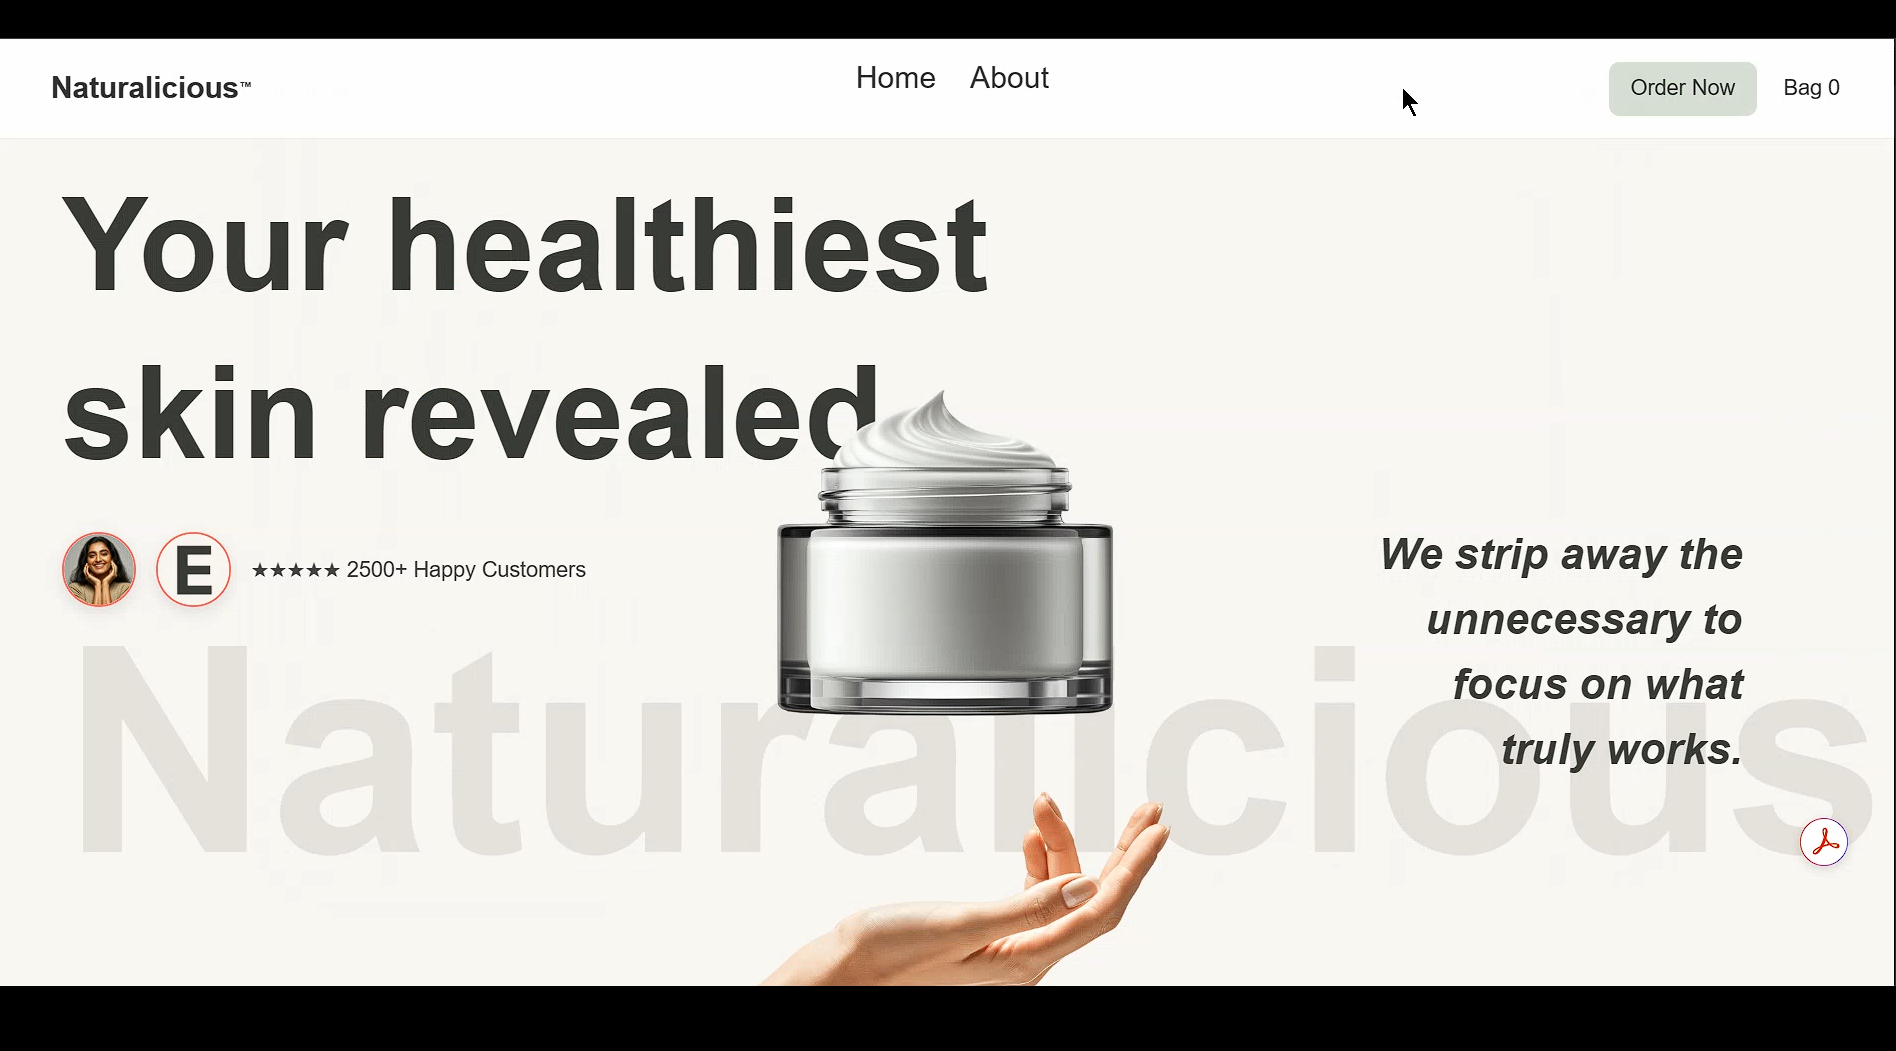 Naturalicious™
Home About
Order Now
Bag 0
Your healthiest
skin revealed
E
★★★★★ 2500+ Happy Customers
We strip away the
unnecessary to
focus on what
truly works.
Naturalicious